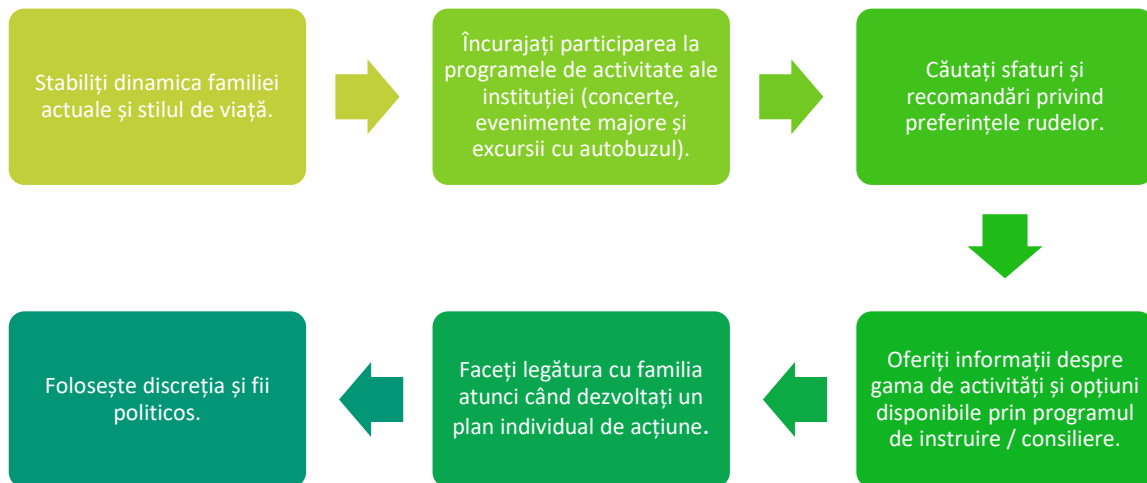 Stabiliți dinamica familiei
actuale și stilul de viață.
Încurajați participarea la
programele de activitate ale
instituției (concerte,
evenimente majore și
excursii cu autobuzul).
Căutați sfaturi și
recomandări privind
preferințele rudelor.
Oferiți informații despre
gama de activități și opțiuni
disponibile prin programul
de instruire / consiliere.
Faceți legătura cu familia
atunci când dezvoltați un
plan individual de acțiune.
Folosește discreția și fii
politicos.